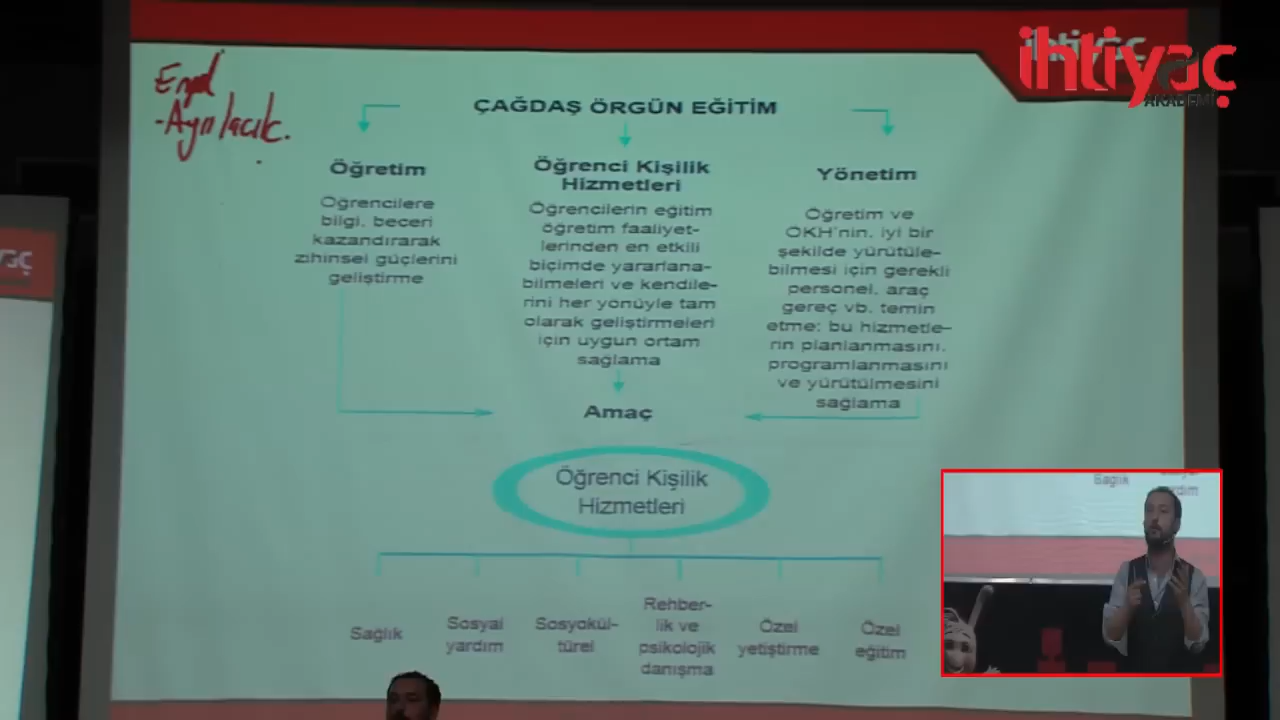 ihtiyaç
AKADEMİ
Ayrılacık.
ÇAĞDAŞ ÖRGÜN EĞİTİM
Öğretim
Öğrencilere
bilgi, beceri
kazandırarak
zihinsel güçlerini
geliştirme
Öğrenci Kişilik
Hizmetleri
Öğrencilerin eğitim
öğretim faaliyet-
lerinden en etkili
biçimde yararlana-
bilmeleri ve kendile-
rini her yönüyle tam
olarak geliştirmeleri
için uygun ortam
sağlama
Yönetim
Öğretim ve
ÖKH'nin, iyi bir
şekilde yürütüle-
bilmesi için gerekli
personel, araç
gereç vb. temin
etme; bu hizmetle-
rin planlanmasını,
programlanmasını
ve yürütülmesini
sağlama
Amaç
Öğrenci Kişilik
Hizmetleri
Sağlık
Sosyal
yardım
Sosyokül-
türel
Rehber-
lik ve
psikolojik
danışma
Özel
yetiştirme
Özel
eğitim
Sağlık
yardım